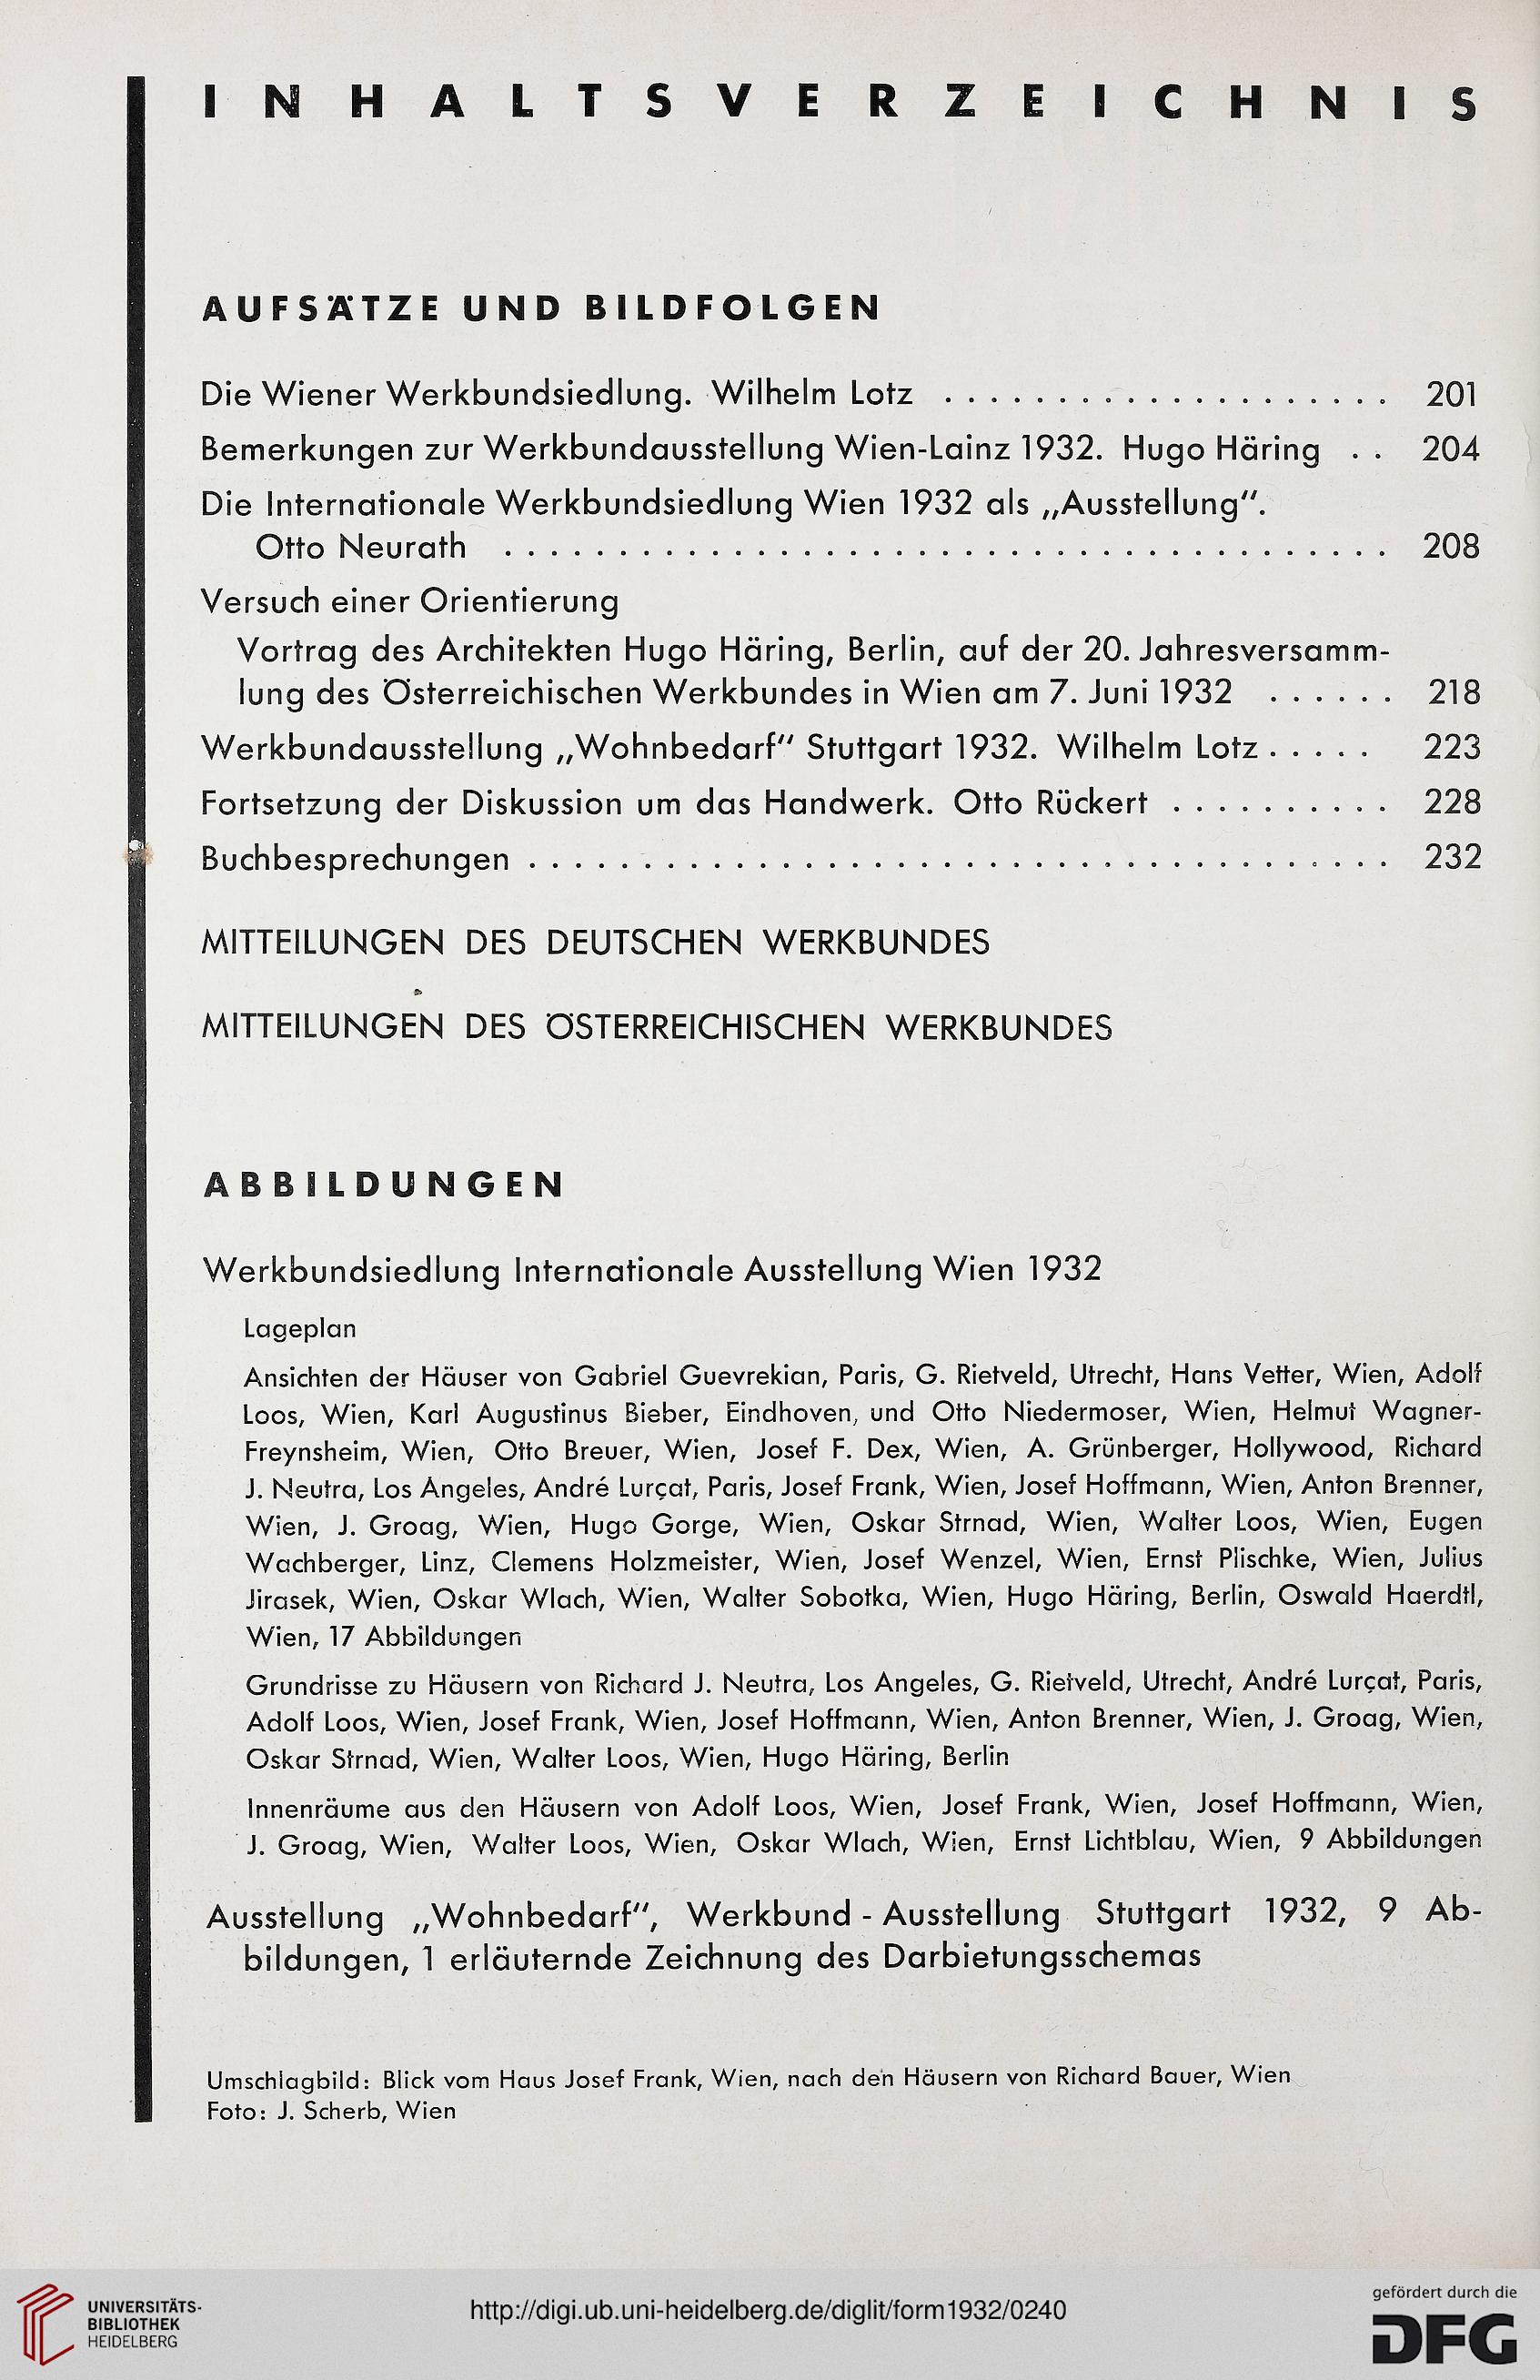 INHALTSVERZEICHNIS
AUFSÄTZE UND BILDFOLGEN
Die Wiener Werkbundsiedlung. Wilhelm Lotz . . . . . . . . . . . . . . . . . . . . 201
Bemerkungen zur Werkbundausstellung Wien-Lainz 1932. Hugo Häring . . 204
Die Internationale Werkbundsiedlung Wien 1932 als „Ausstellung“.
Otto Neurath . . . . . . . . . . . . . . . . . . . . . . . . . . . . . . . . . . . . . . . 208
Versuch einer Orientierung
Vortrag des Architekten Hugo Häring, Berlin, auf der 20. Jahresversamm-
lung des Österreichischen Werkbundes in Wien am 7. Juni 1932 . . . . . . 218
Werkbundausstellung „Wohnbedarf“ Stuttgart 1932. Wilhelm Lotz . . . . . 223
Fortsetzung der Diskussion um das Handwerk. Otto Rückert . . . . . . . . . . 228
Buchbesprechungen . . . . . . . . . . . . . . . . . . . . . . . . . . . . . . . . . . . . . . 232
MITTEILUNGEN DES DEUTSCHEN WERKBUNDES
MITTEILUNGEN DES ÖSTERREICHISCHEN WERKBUNDES
ABBILDUNGEN
Werkbundsiedlung Internationale Ausstellung Wien 1932
Lageplan
Ansichten der Häuser von Gabriel Guevrekian, Paris, G. Rietveld, Utrecht, Hans Vetter, Wien, Adolf
Loos, Wien, Karl Augustinus Bieber, Eindhoven, und Otto Niedermoser, Wien, Helmut Wagner-
Freynsheim, Wien, Otto Breuer, Wien, Josef F. Dex, Wien, A. Grünberger, Hollywood, Richard
J. Neutra, Los Angeles, André Lurçat, Paris, Josef Frank, Wien, Josef Hoffmann, Wien, Anton Brenner,
Wien, J. Groag, Wien, Hugo Gorge, Wien, Oskar Strnad, Wien, Walter Loos, Wien, Eugen
Wachberger, Linz, Clemens Holzmeister, Wien, Josef Wenzel, Wien, Ernst Plischke, Wien, Julius
Jirasek, Wien, Oskar Wlach, Wien, Walter Sobotka, Wien, Hugo Häring, Berlin, Oswald Haerdtl,
Wien, 17 Abbildungen
Grundrisse zu Häusern von Richard J. Neutra, Los Angeles, G. Rietveld, Utrecht, André Lurçat, Paris,
Adolf Loos, Wien, Josef Frank, Wien, Josef Hoffmann, Wien, Anton Brenner, Wien, J. Groag, Wien,
Oskar Strnad, Wien, Walter Loos, Wien, Hugo Häring, Berlin
Innenräume aus den Häusern von Adolf Loos, Wien, Josef Frank, Wien, Josef Hoffmann, Wien,
J. Groag, Wien, Walter Loos, Wien, Oskar Wlach, Wien, Ernst Lichtblau, Wien, 9 Abbildungen
Ausstellung „Wohnbedarf“, Werkbund-Ausstellung Stuttgart 1932, 9 Ab-
bildungen, 1 erläuternde Zeichnung des Darbietungsschemas
Umschlagbild: Blick vom Haus Josef Frank, Wien, nach den Häusern von Richard Bauer, Wien
Foto: J. Scherb, Wien
UNIVERSITÄTS-
BIBLIOTHEK
HEIDELBERG
http://digi.ub.uni-heidelberg.de/diglit/form1932/0240
gefördert durch die
DFG